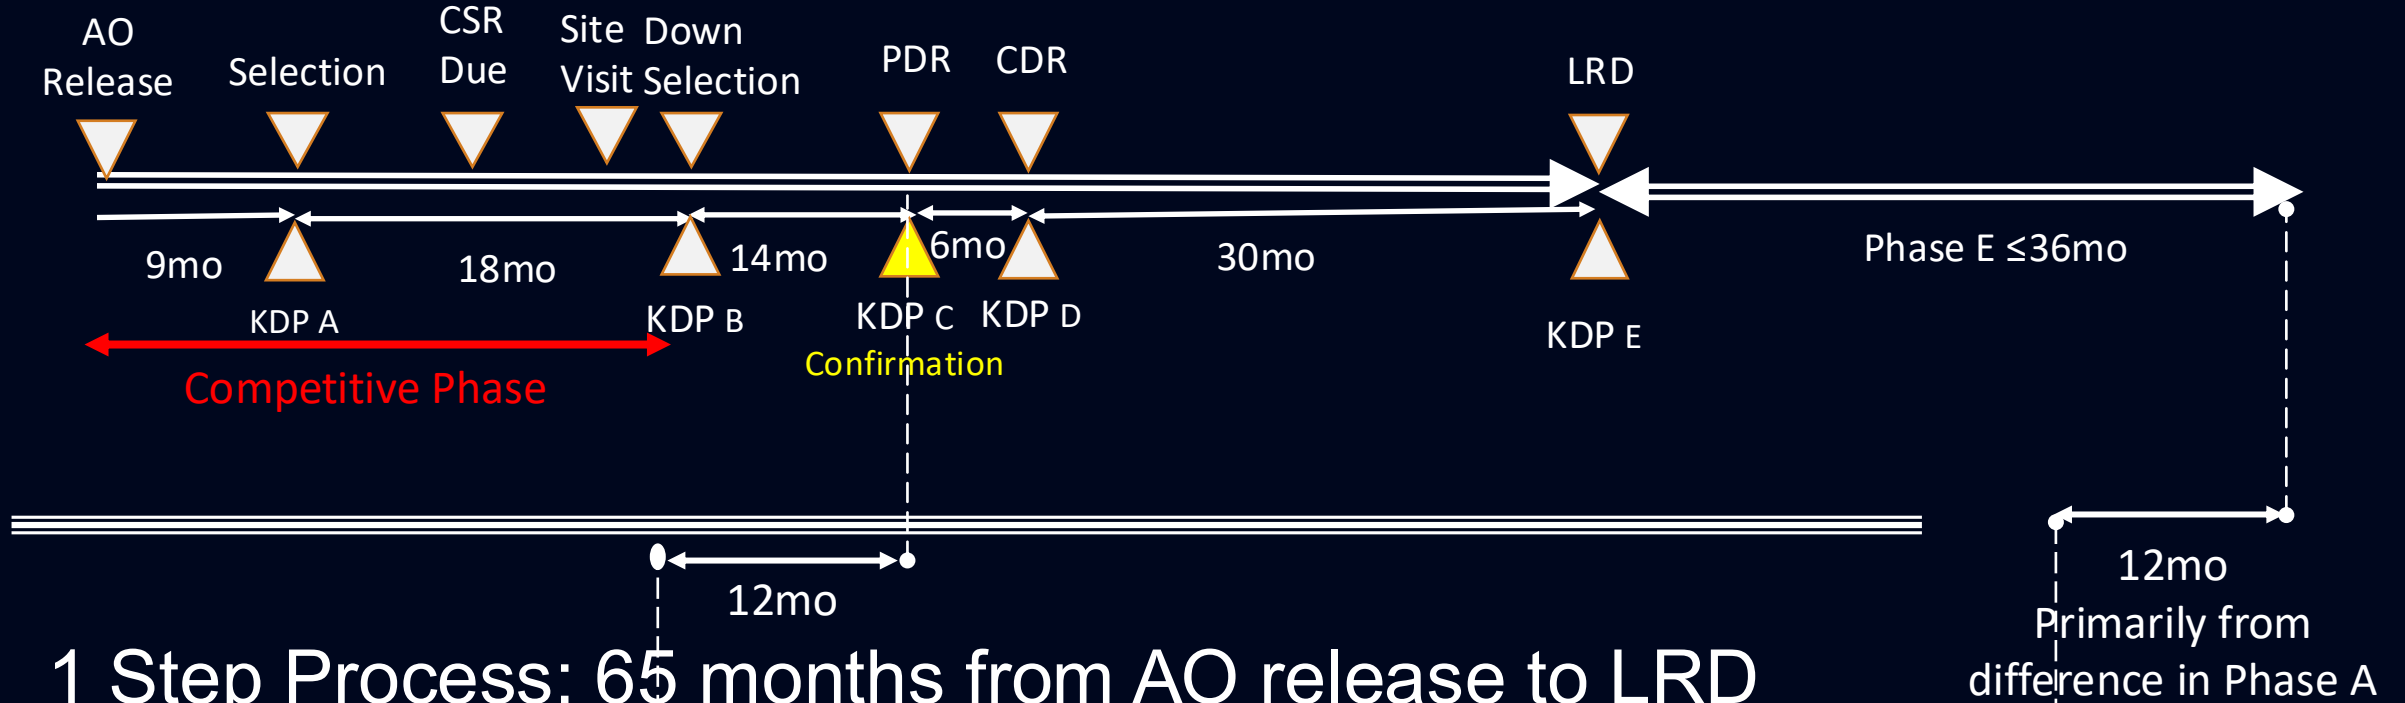 AO
Release
Selection
CSR
Due
Site
Visit
Down
Selection
PDR
CDR
LRD
9mo
18mo
14mo
6mo
30mo
Phase E ≤36mo
KDP A
KDP B
KDP C
Confirmation
KDP D
KDP E
Competitive Phase
12mo
12mo
Primarily from
difference in Phase A
1 Step Process: 65 months from AO release to LRD